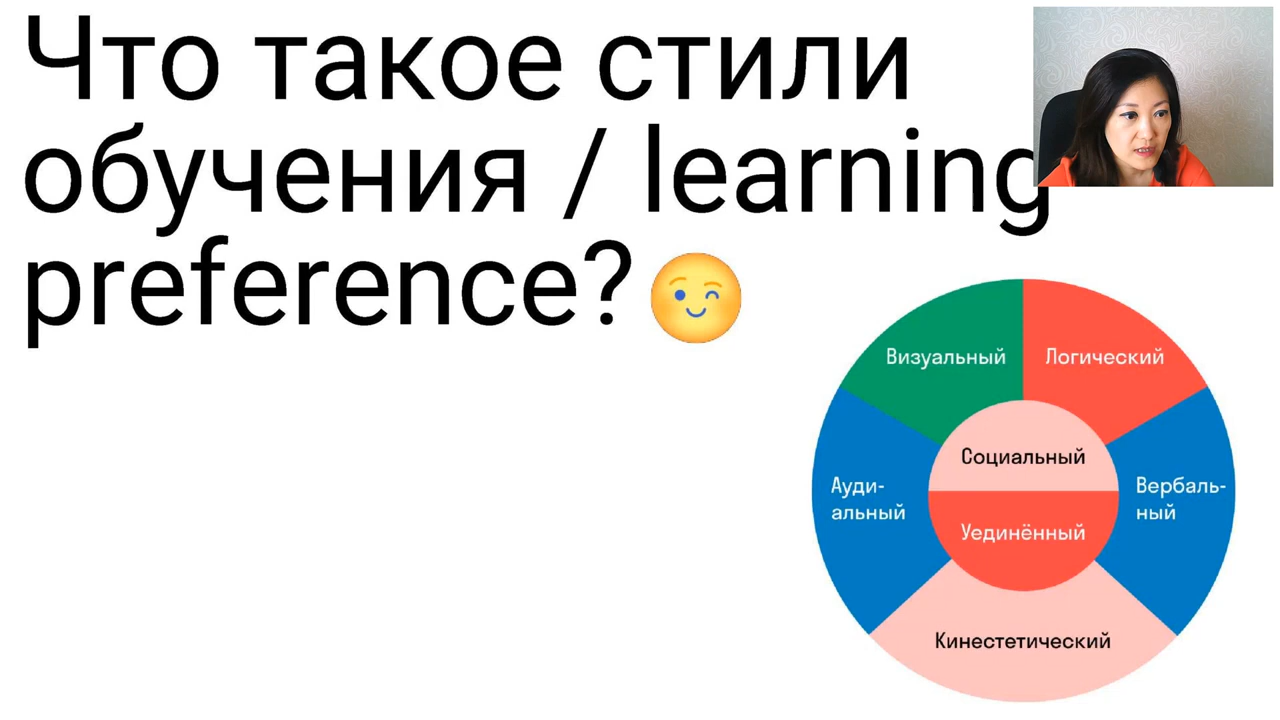 Что такое стили
обучения / learning
preference?
Визуальный
Логический
Социальный
Ауди-
альный
Вербаль-
ный
Уединённый
Кинестетический